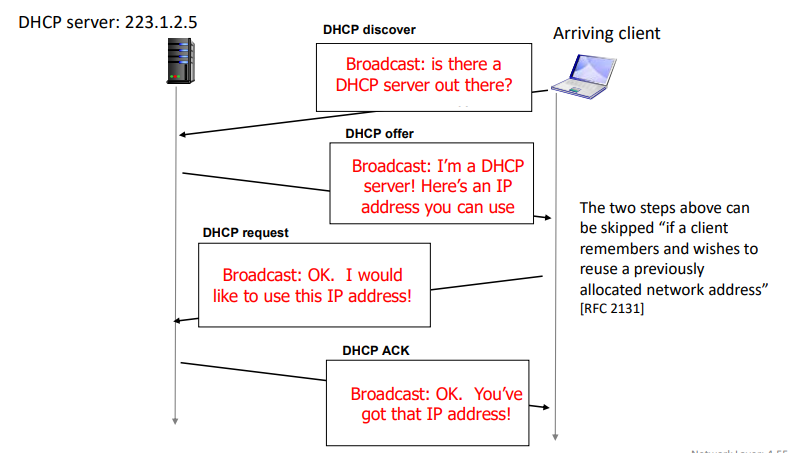 DHCP server: 223.1.2.5
DHCP discover
Arriving client
Broadcast: is there a
DHCP server out there?
DHCP offer
Broadcast: I’m a DHCP
server! Here’s an IP
address you can use
The two steps above can
be skipped “if a client
remembers and wishes to
reuse a previously
allocated network address”
[RFC 2131]
DHCP request
Broadcast: OK. I would
like to use this IP address!
DHCP ACK
Broadcast: OK. You’ve
got that IP address!